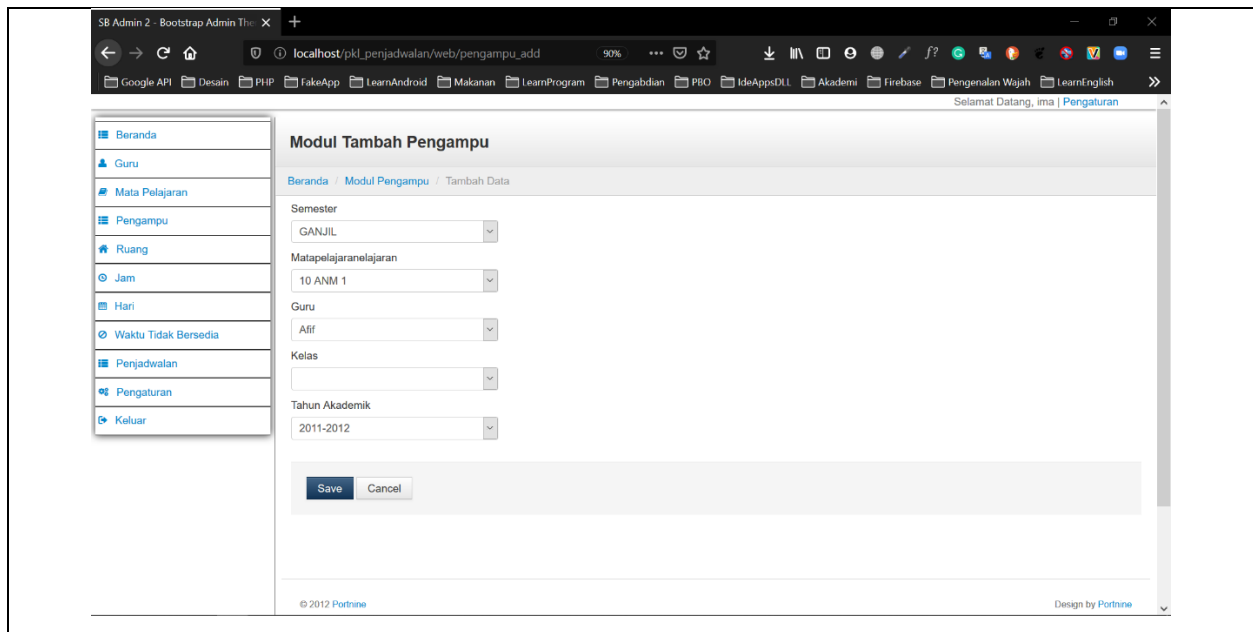 SB Admin 2 - Bootstrap Admin The
localhost/pkl_penjadwalan/web/pengampu_add 90%
Google API Desain PHP FakeApp LearnAndroid Makanan LearnProgram Pengabdian PBO IdeAppsDLL Akademi Firebase Pengenalan Wajah LearnEnglish
Selamat Datang, ima | Pengaturan
Beranda
Guru
Mata Pelajaran
Pengampu
Ruang
Jam
Hari
Waktu Tidak Bersedia
Penjadwalan
Pengaturan
Keluar
Modul Tambah Pengampu
Beranda / Modul Pengampu / Tambah Data
Semester
GANJIL
Matapelajaranelajaran
10 ANM 1
Guru
Afif
Kelas
Tahun Akademik
2011-2012
Save Cancel
© 2012 Portnine Design by Portnine